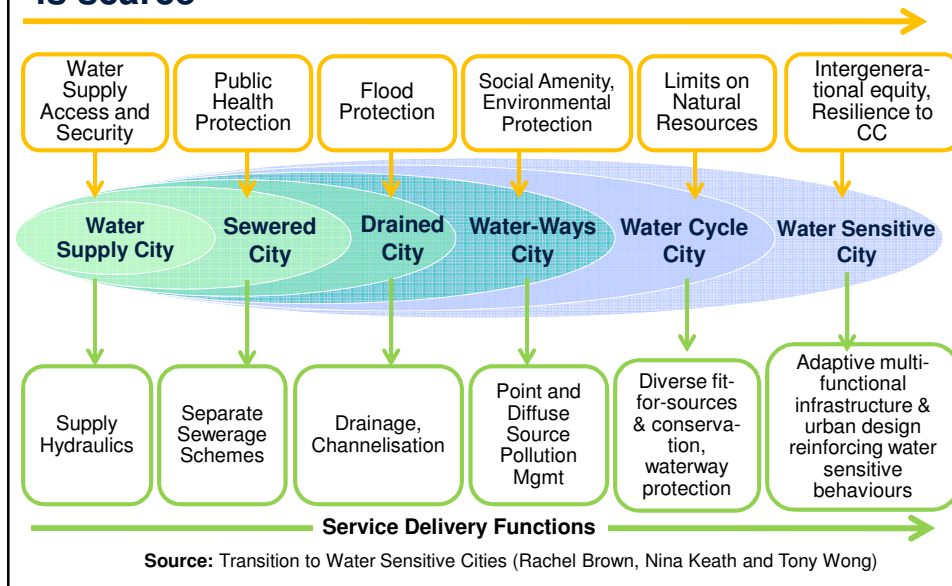 is scarce
Water
Supply
Access and
Security
Public
Health
Protection
Flood
Protection
Social Amenity,
Environmental
Protection
Limits on
Natural
Resources
Intergenera-
tional equity,
Resilience to
CC
Water
Supply City
Sewered
City
Drained
City
Water-Ways
City
Water Cycle
City
Water Sensitive
City
Supply
Hydraulics
Separate
Sewerage
Schemes
Drainage,
Channelisation
Point and
Diffuse
Source
Pollution
Mgmt
Diverse fit-
for-sources
& conserva-
tion,
waterway
protection
Adaptive multi-
functional
infrastructure &
urban design
reinforcing water
sensitive
behaviours
Service Delivery Functions
Source: Transition to Water Sensitive Cities (Rachel Brown, Nina Keath and Tony Wong)